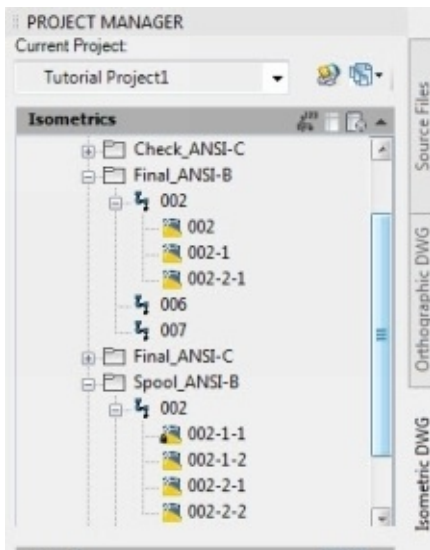 PROJECT MANAGER
Current Project:
Tutorial Project1
Isometrics
Check_ANSI-C
Final_ANSI-B
002
002
002-1
002-2-1
006
007
Final_ANSI-C
Spool_ANSI-B
002
002-1-1
002-1-2
002-2-1
002-2-2
Source Files
Orthographic DWG
Isometric DWG